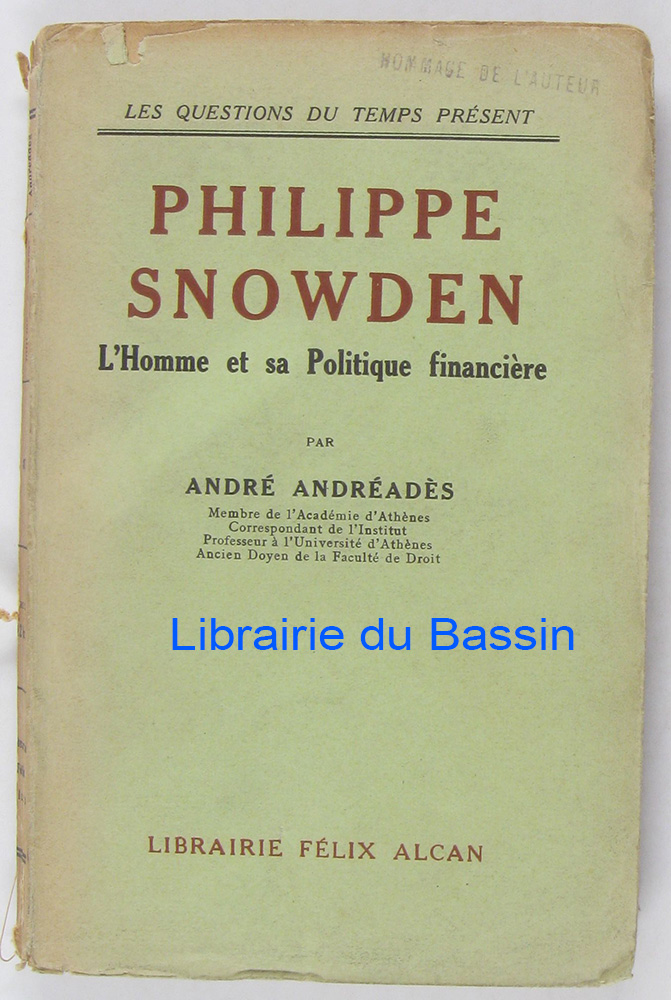 HOMMAGE DE L'AUTEUR
LES QUESTIONS DU TEMPS PRÉSENT
PHILIPPE
SNOWDEN
L'Homme et sa Politique financière
PAR
ANDRÉ ANDRÉADÈS
Membre de l'Académie d'Athènes
Correspondant de l'Institut
Professeur à l'Université d'Athènes
Ancien Doyen de la Faculté de Droit
Librairie du Bassin
LIBRAIRIE FÉLIX ALCAN